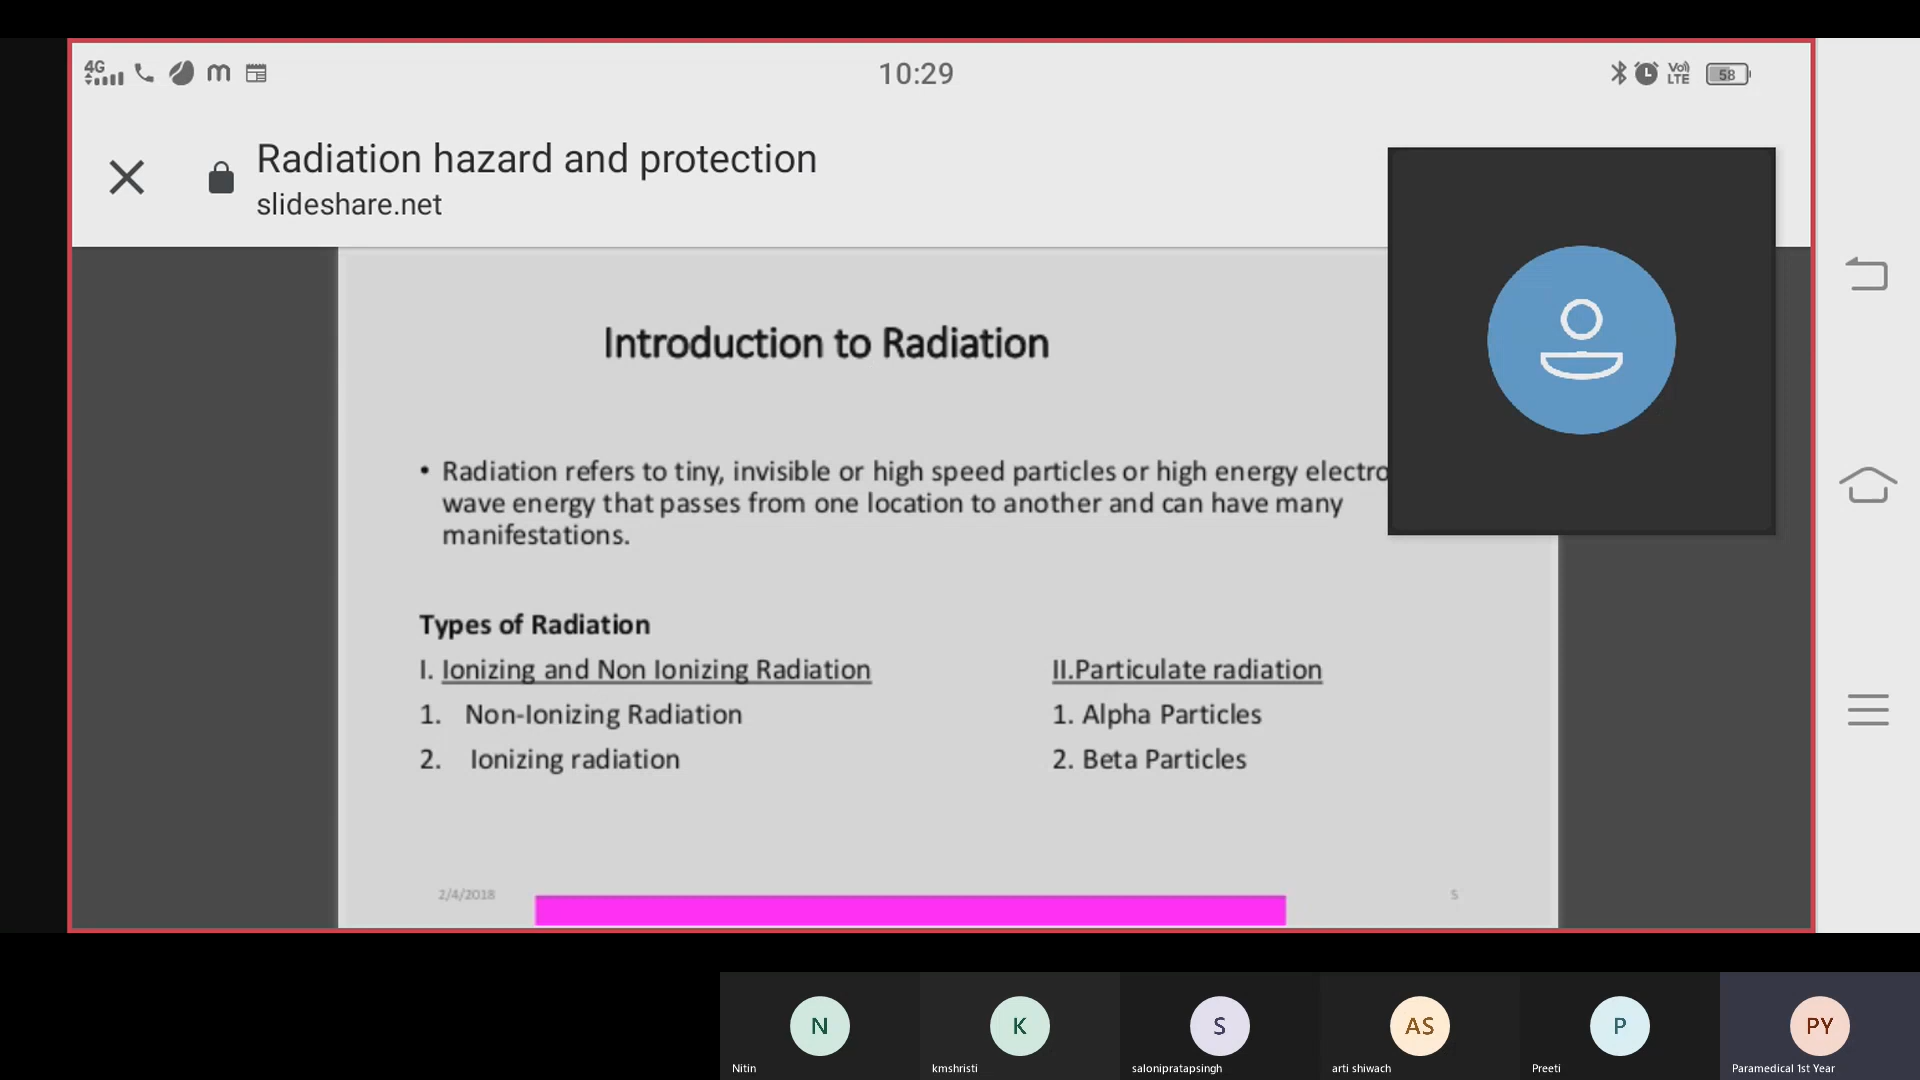 4G
10:29
Vo)) LTE
58
Radiation hazard and protection
slideshare.net
Introduction to Radiation
• Radiation refers to tiny, invisible or high speed particles or high energy electro
wave energy that passes from one location to another and can have many
manifestations.
Types of Radiation
I. Ionizing and Non Ionizing Radiation
1. Non-Ionizing Radiation
2. Ionizing radiation
II.Particulate radiation
1. Alpha Particles
2. Beta Particles
2/4/2018
N
K
S
AS
P
PY
Nitin
kmshristi
salonipratapsingh
arti shiwach
Preeti
Paramedical 1st Year